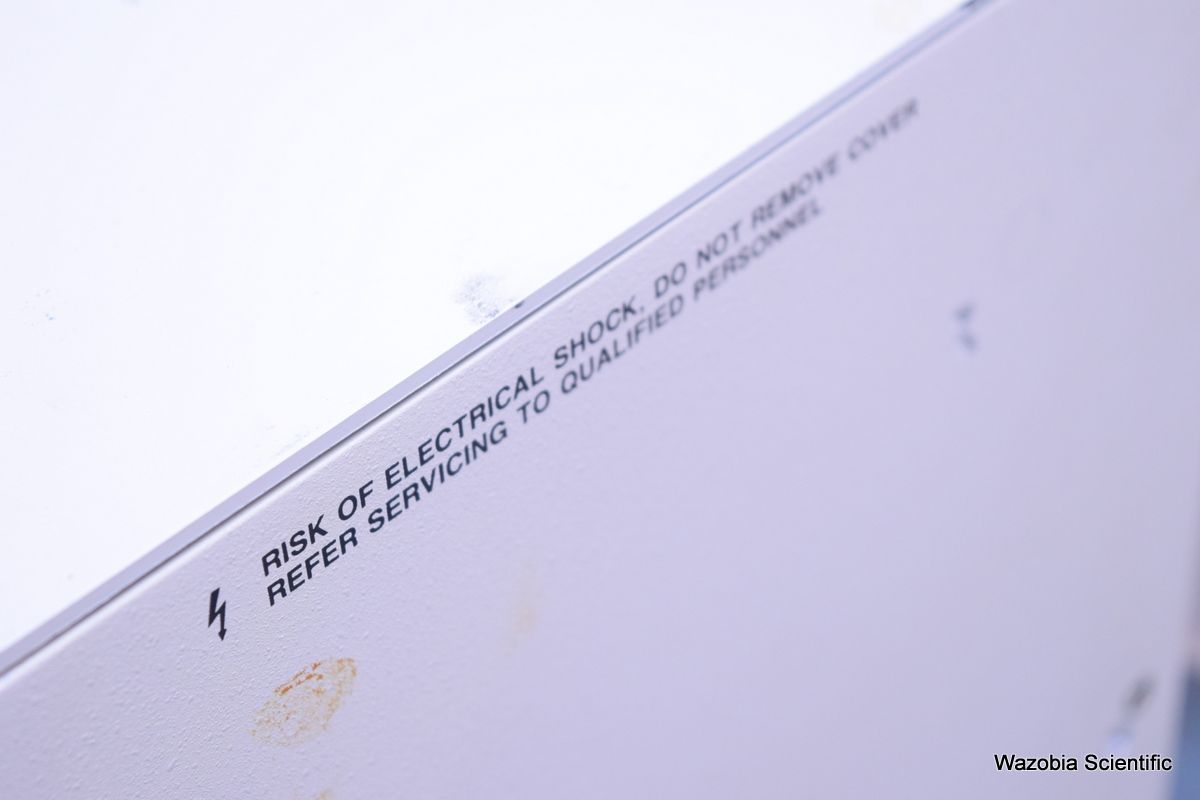 RISK OF ELECTRICAL SHOCK, DO NOT REMOVE COVER
REFER SERVICING TO QUALIFIED PERSONNEL
Wazobia Scientific